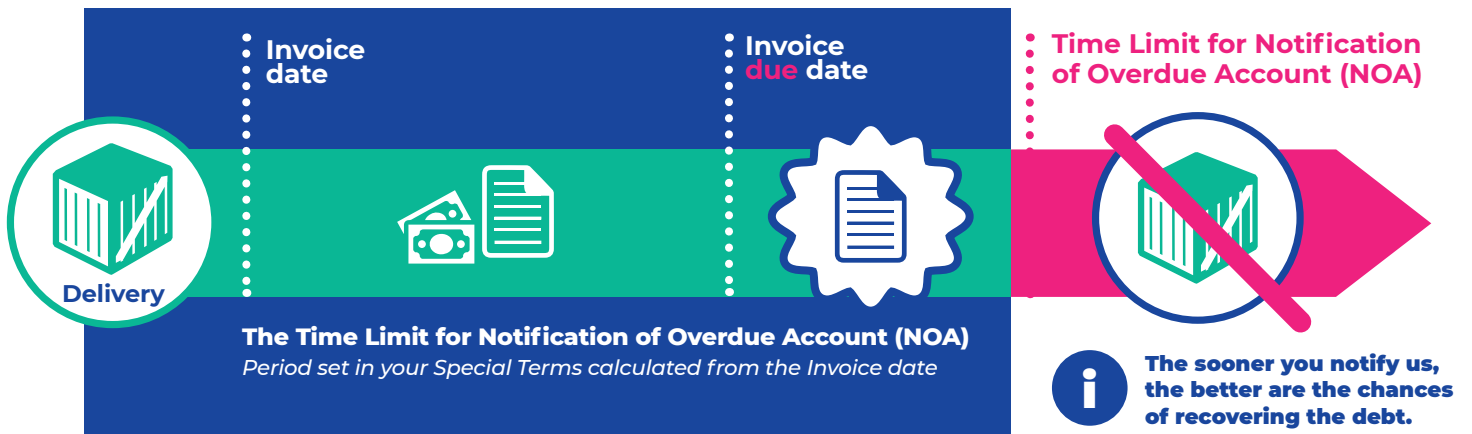 Invoice
date
Invoice
due date
Time Limit for Notification
of Overdue Account (NOA)
Delivery
The Time Limit for Notification of Overdue Account (NOA)
Period set in your Special Terms calculated from the Invoice date
i
The sooner you notify us,
the better are the chances
of recovering the debt.